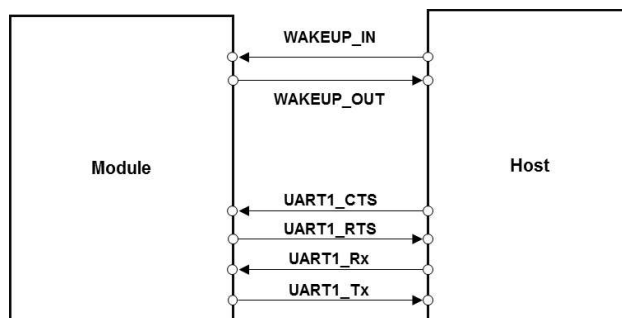 WAKEUP_IN
WAKEUP_OUT
Module
Host
UART1_CTS
UART1_RTS
UART1_Rx
UART1_Tx